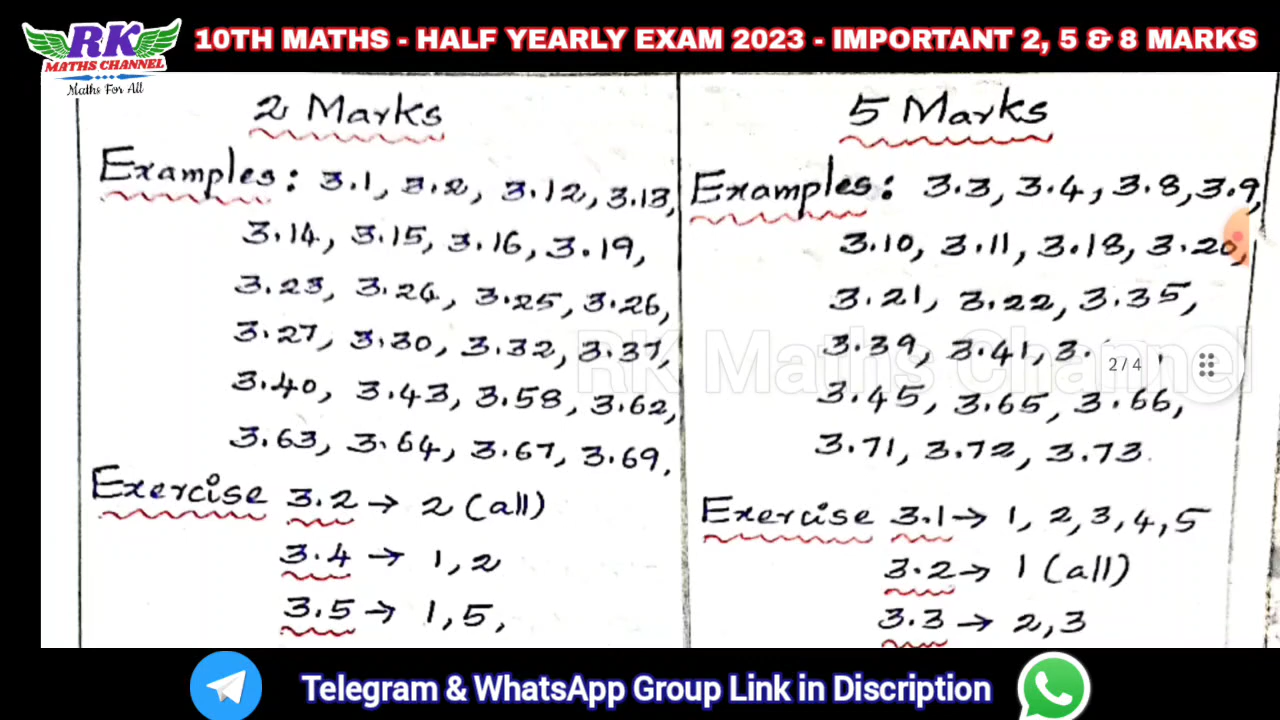 RK
MATHS CHANNEL
Maths For All
10TH MATHS - HALF YEARLY EXAM 2023 - IMPORTANT 2, 5 & 8 MARKS
2 Marks
Examples: 3.1, 3.2, 3.12, 3.13,
3.14, 3.15, 3.16, 3.19,
3.23, 3.24, 3.25, 3.26,
3.27, 3.30, 3.32, 3.37,
3.40, 3.43, 3.58, 3.62,
3.63, 3.64, 3.67, 3.69,
Exercise 3.2 → 2 (all)
3.4 → 1, 2
3.5 → 1, 5,
5 Marks
Examples: 3.3, 3.4, 3.8, 3.9,
3.10, 3.11, 3.18, 3.20,
3.21, 3.22, 3.35,
3.39, 3.41,
3.45, 3.65, 3.66,
3.71, 3.72, 3.73.
Exercise 3.1 → 1, 2, 3, 4, 5
3.2 → 1 (all)
3.3 → 2, 3
2/4
RK Maths Channel
Telegram & WhatsApp Group Link in Discription